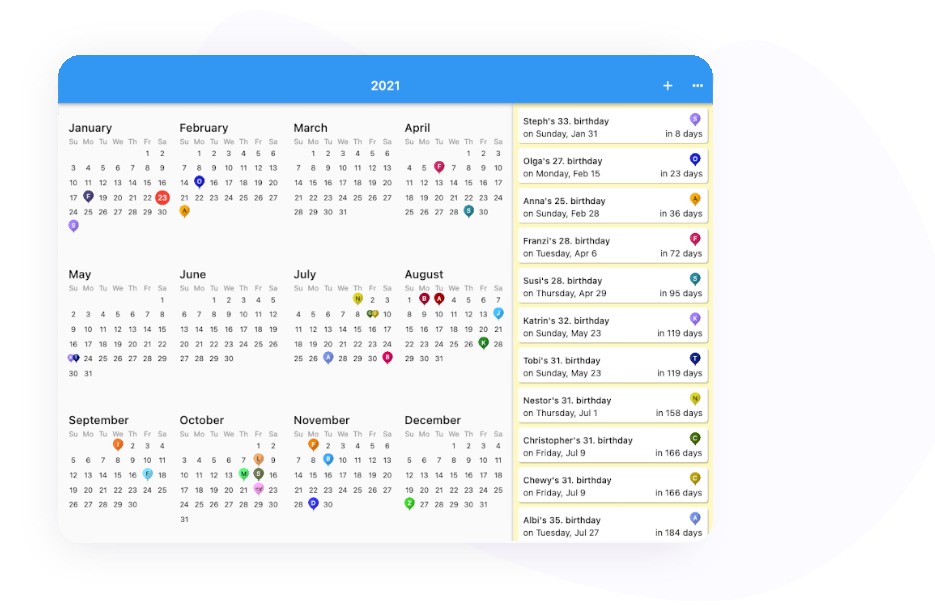 2021
+
January
Su Mo Tu We Th Fr Sa
1 2
3 4 5 6 7 8 9
10 11 12 13 14 15 16
17 F 19 20 21 22 23
24 25 26 27 28 29 30
S
February
Su Mo Tu We Th Fr Sa
1 2 3 4 5 6
7 8 9 10 11 12 13
14 O 16 17 18 19 20
21 22 23 24 25 26 27
A
March
Su Mo Tu We Th Fr Sa
1 2 3 4 5 6
7 8 9 10 11 12 13
14 15 16 17 18 19 20
21 22 23 24 25 26 27
28 29 30 31
April
Su Mo Tu We Th Fr Sa
1 2 3
4 5 F 7 8 9 10
11 12 13 14 15 16 17
18 19 20 21 22 23 24
25 26 27 28 S 30
May
Su Mo Tu We Th Fr Sa
1
2 3 4 5 6 7 8
9 10 11 12 13 14 15
16 17 18 19 20 21 22
24 25 26 27 28 29
30 31
June
Su Mo Tu We Th Fr Sa
1 2 3 4 5
6 7 8 9 10 11 12
13 14 15 16 17 18 19
20 21 22 23 24 25 26
27 28 29 30
July
Su Mo Tu We Th Fr Sa
N 2 3
4 5 6 7 8 10
11 12 13 14 15 16 17
18 19 20 21 22 23 24
25 26 A 28 29 30 B
August
Su Mo Tu We Th Fr Sa
1 B A 4 5 6 7
8 9 10 11 12 13 J
15 16 17 18 19 20 21
22 23 24 25 26 K 28
29 30 31
September
Su Mo Tu We Th Fr Sa
I 2 3 4
5 6 7 8 9 10 11
12 13 14 15 16 18
19 20 21 22 23 24 25
26 27 28 29 30
October
Su Mo Tu We Th Fr Sa
1 2
3 4 5 6 7 L 9
10 11 12 13 M S 16
17 18 19 20 21 23
24 25 26 27 28 29 30
31
November
Su Mo Tu We Th Fr Sa
F 2 3 4 5 6
7 8 B 10 11 12 13
14 15 16 17 18 19 20
21 22 23 24 25 26 27
28 D 30
December
Su Mo Tu We Th Fr Sa
1 2 3 4
5 6 7 8 9 10 11
12 13 14 15 16 17 18
19 20 21 22 23 24 25
Z 27 28 29 30 31
Steph's 33. birthday S
on Sunday, Jan 31 in 8 days
Olga's 27. birthday O
on Monday, Feb 15 in 23 days
Anna's 25. birthday A
on Sunday, Feb 28 in 36 days
Franzi's 28. birthday F
on Tuesday, Apr 6 in 72 days
Susi's 28. birthday S
on Thursday, Apr 29 in 95 days
Katrin's 32. birthday K
on Sunday, May 23 in 119 days
Tobi's 31. birthday T
on Sunday, May 23 in 119 days
Nestor's 31. birthday N
on Thursday, Jul 1 in 158 days
Christopher's 31. birthday C
on Friday, Jul 9 in 166 days
Chewy's 31. birthday C
on Friday, Jul 9 in 166 days
Albi's 35. birthday A
on Tuesday, Jul 27 in 184 days